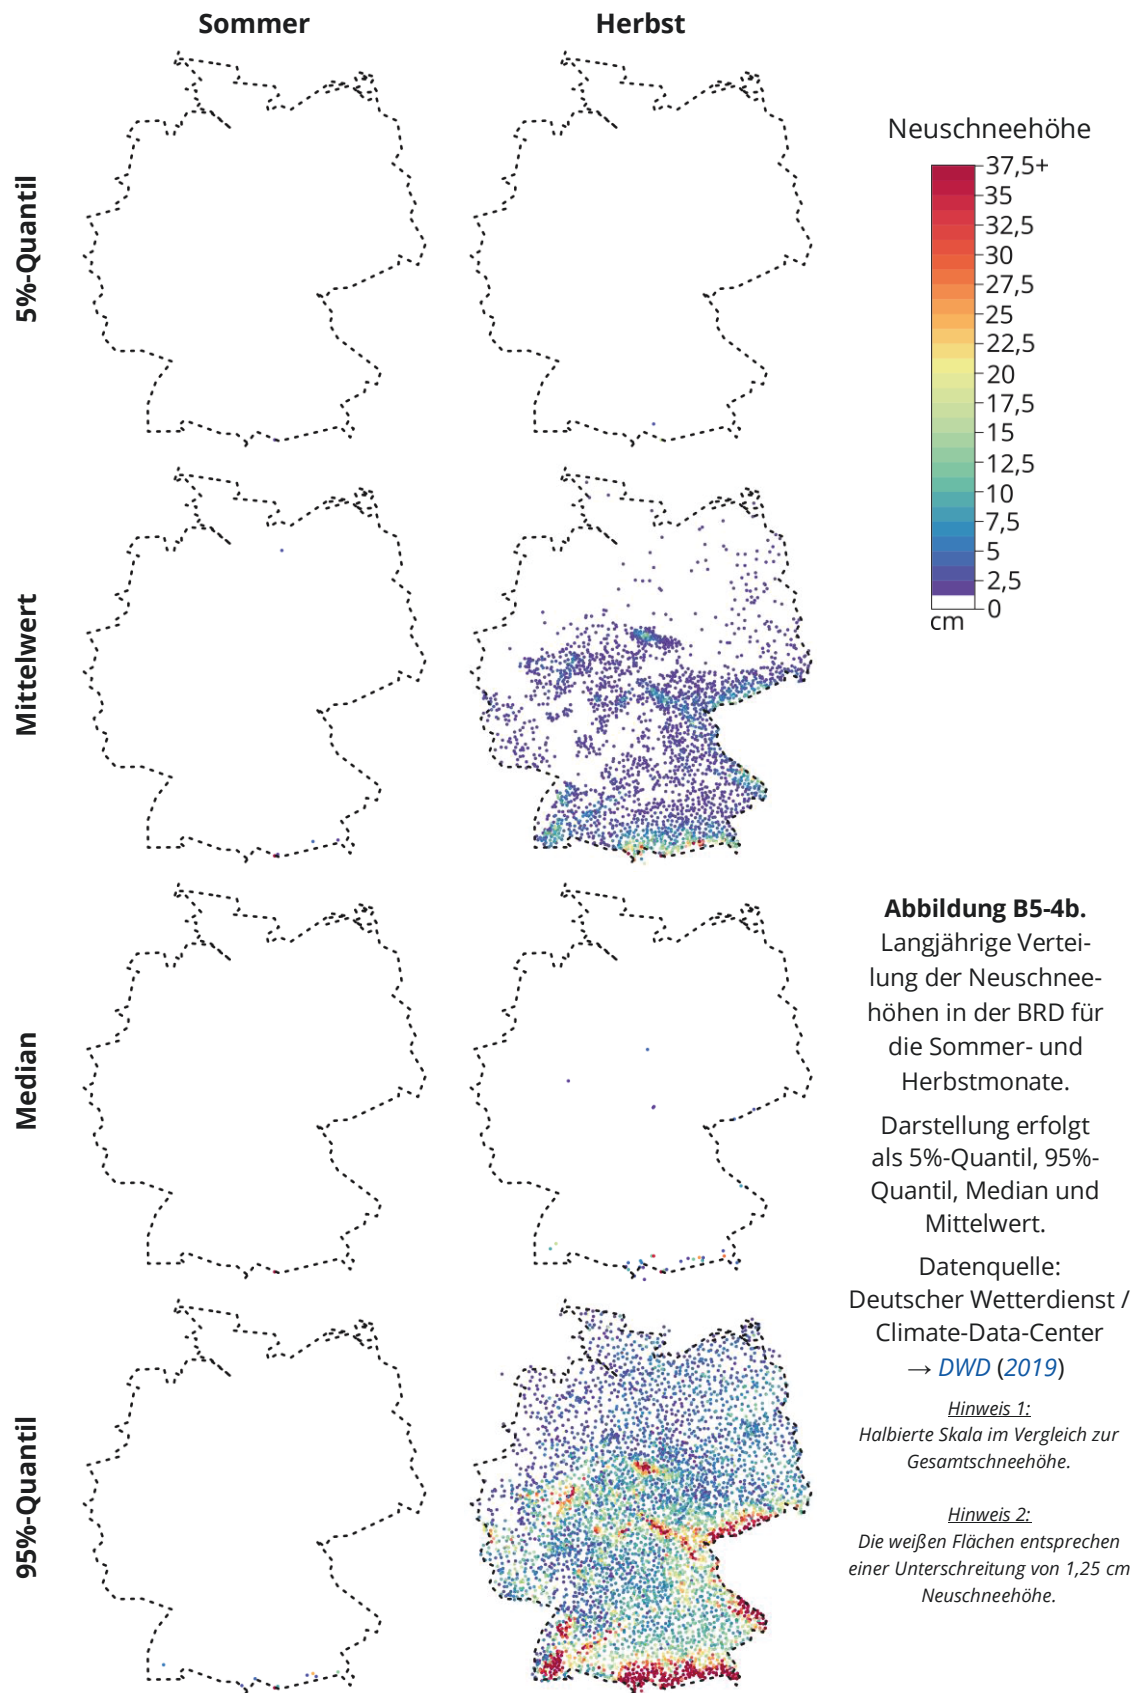 Sommer
Herbst
5%-Quantil
Neuschneehöhe
37,5+
35
32,5
30
27,5
25
22,5
20
17,5
15
12,5
10
7,5
5
2,5
0
cm
Mittelwert
Median
Abbildung B5-4b.
Langjährige Vertei-
lung der Neuschnee-
höhen in der BRD für
die Sommer- und
Herbstmonate.
Darstellung erfolgt
als 5%-Quantil, 95%-
Quantil, Median und
Mittelwert.
Datenquelle:
Deutscher Wetterdienst /
Climate-Data-Center
→ DWD (2019)
95%-Quantil
Hinweis 1:
Halbierte Skala im Vergleich zur
Gesamtschneehöhe.
Hinweis 2:
Die weißen Flächen entsprechen
einer Unterschreitung von 1,25 cm
Neuschneehöhe.